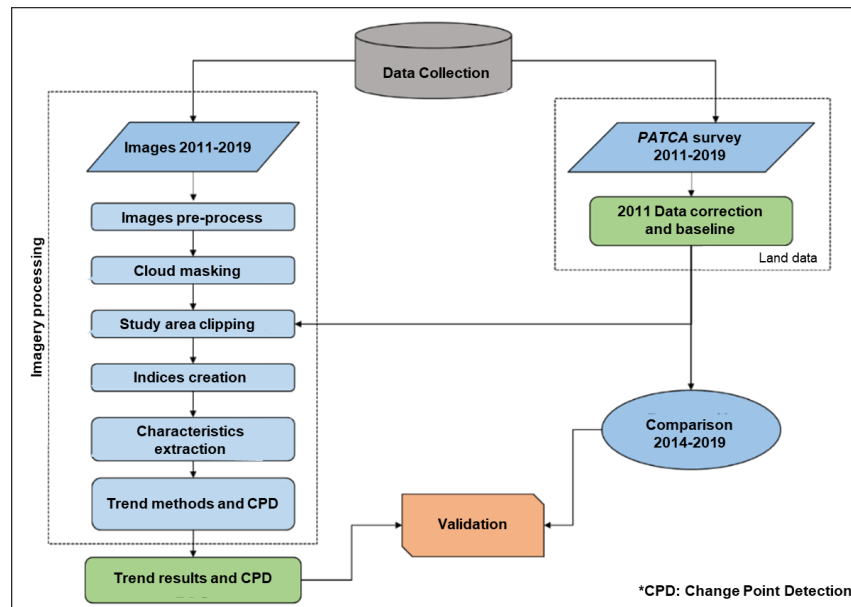 Data Collection
Images 2011-2019
Images pre-process
Cloud masking
Study area clipping
Indices creation
Characteristics
extraction
Trend methods and CPD
Trend results and CPD
Imagery processing
PATCA survey
2011-2019
2011 Data correction
and baseline
Land data
Comparison
2014-2019
Validation
*CPD: Change Point Detection